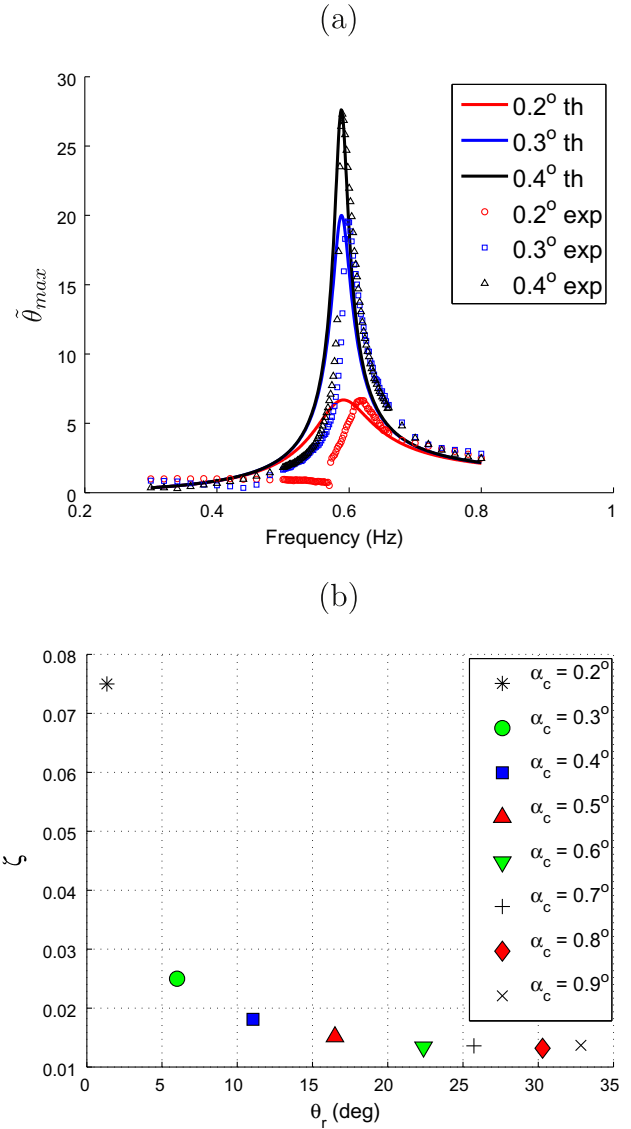 (a)
30
25
20
15
10
5
0
θ̃max
0.2 0.4 0.6 0.8 1
Frequency (Hz)
0.2° th
0.3° th
0.4° th
0.2° exp
0.3° exp
0.4° exp
(b)
0.08
0.07
0.06
0.05
0.04
0.03
0.02
0.01
ζ
0 5 10 15 20 25 30 35
θr (deg)
αc = 0.2°
αc = 0.3°
αc = 0.4°
αc = 0.5°
αc = 0.6°
αc = 0.7°
αc = 0.8°
αc = 0.9°